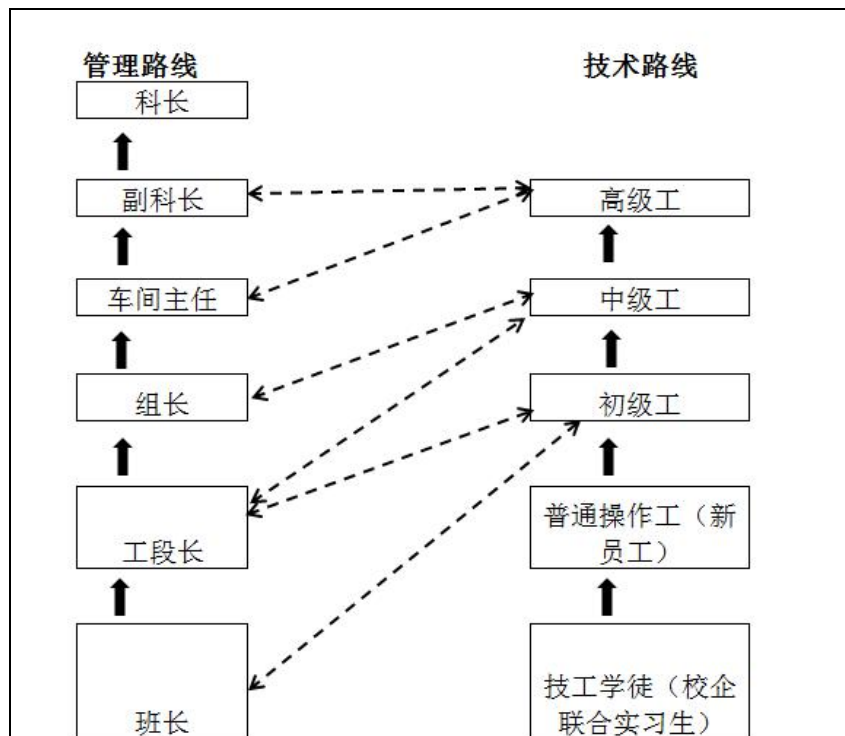 管理路线
技术路线
科长
副科长
高级工
车间主任
中级工
组长
初级工
工段长
普通操作工（新
员工）
班长
技工学徒（校企
联合实习生）